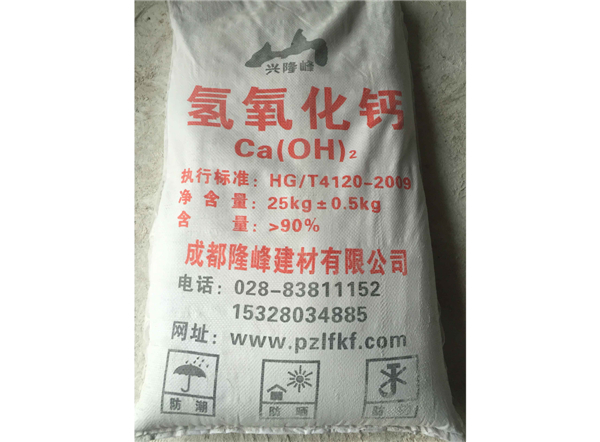 兴隆峰
氢氧化钙
Ca(OH)₂
执行标准：HG/T4120-2009
净含量：25kg±0.5kg
含量：>90%
成都隆峰建材有限公司
电话：028-83811152
15328034885
网址：www.pzlfkf.com
防潮 防晒 防